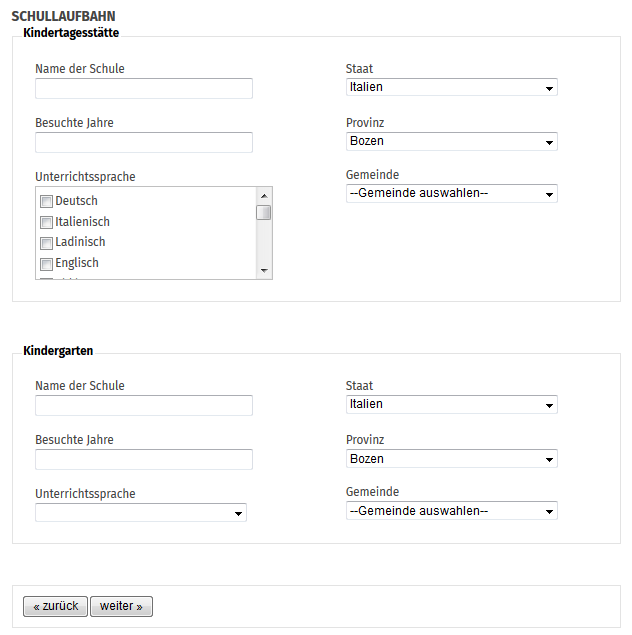 SCHULLAUFBAHN
Kindertagesstätte
Name der Schule
Staat
Italien
Besuchte Jahre
Provinz
Bozen
Unterrichtssprache
Gemeinde
--Gemeinde auswahlen--
Deutsch
Italienisch
Ladinisch
Englisch
Kindergarten
Name der Schule
Staat
Italien
Besuchte Jahre
Provinz
Bozen
Unterrichtssprache
Gemeinde
--Gemeinde auswahlen--
« zurück
weiter »